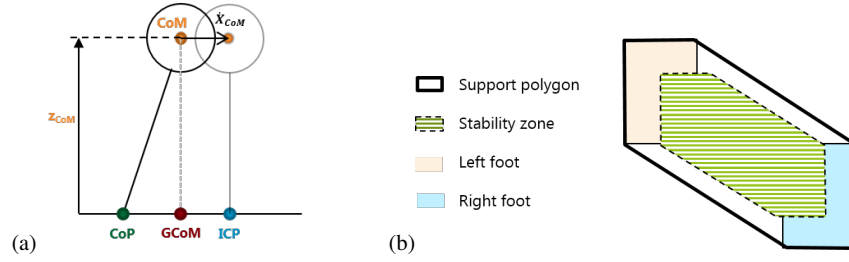 CoM
Ẋ_CoM
z_CoM
CoP GCoM ICP
(a)
Support polygon
Stability zone
Left foot
Right foot
(b)